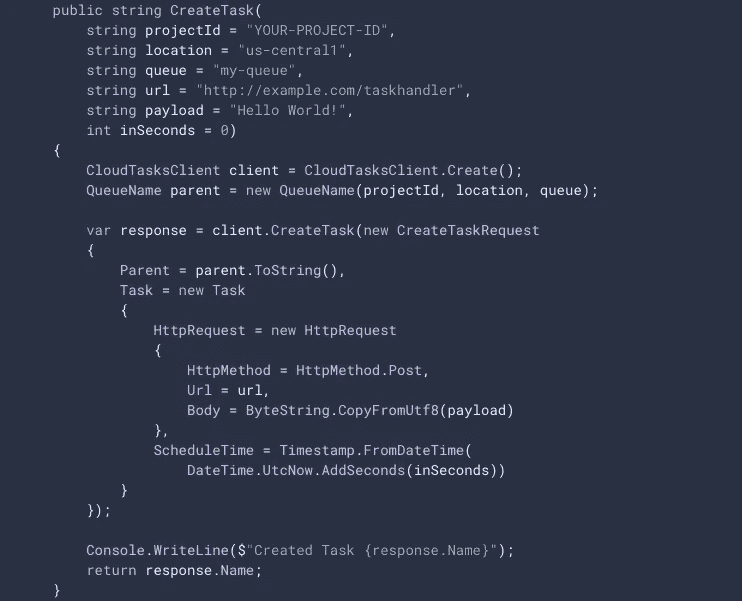 public string CreateTask(
string projectId = "YOUR-PROJECT-ID",
string location = "us-central1",
string queue = "my-queue",
string url = "http://example.com/taskhandler",
string payload = "Hello World!",
int inSeconds = 0)
{
CloudTasksClient client = CloudTasksClient.Create();
QueueName parent = new QueueName(projectId, location, queue);
var response = client.CreateTask(new CreateTaskRequest
{
Parent = parent.ToString(),
Task = new Task
{
HttpRequest = new HttpRequest
{
HttpMethod = HttpMethod.Post,
Url = url,
Body = ByteString.CopyFromUtf8(payload)
},
ScheduleTime = Timestamp.FromDateTime(
DateTime.UtcNow.AddSeconds(inSeconds))
}
});
Console.WriteLine($"Created Task {response.Name}");
return response.Name;
}